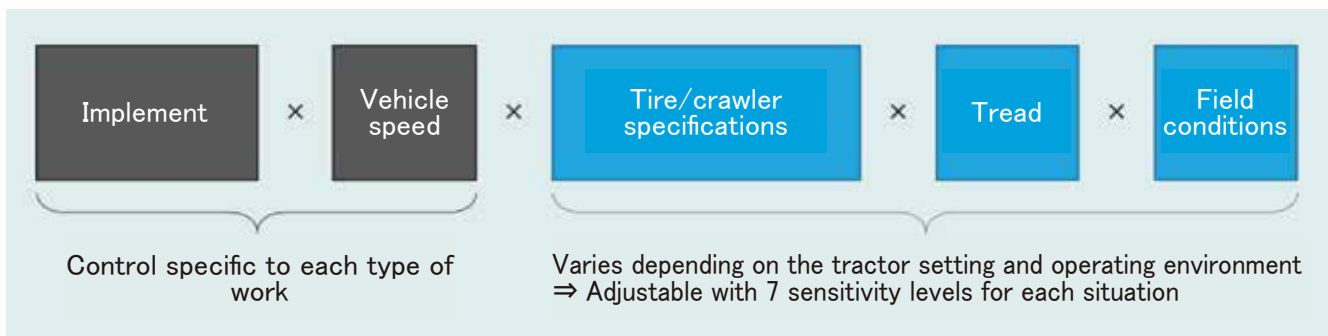 Implement
×
Vehicle
speed
×
Tire/crawler
specifications
×
Tread
×
Field
conditions
Control specific to each type of
work
Varies depending on the tractor setting and operating environment
⇒ Adjustable with 7 sensitivity levels for each situation